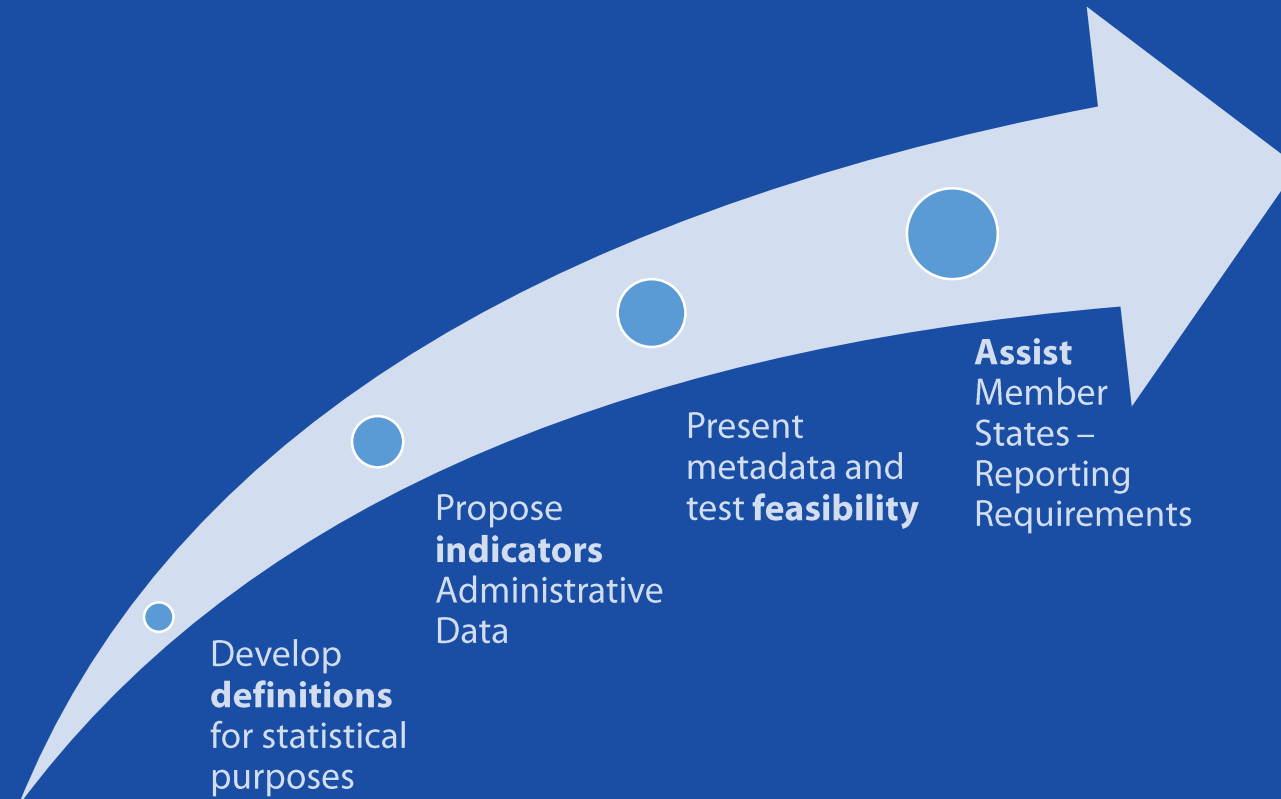 Develop
definitions
for statistical
purposes
Propose
indicators
Administrative
Data
Present
metadata and
test feasibility
Assist
Member
States –
Reporting
Requirements